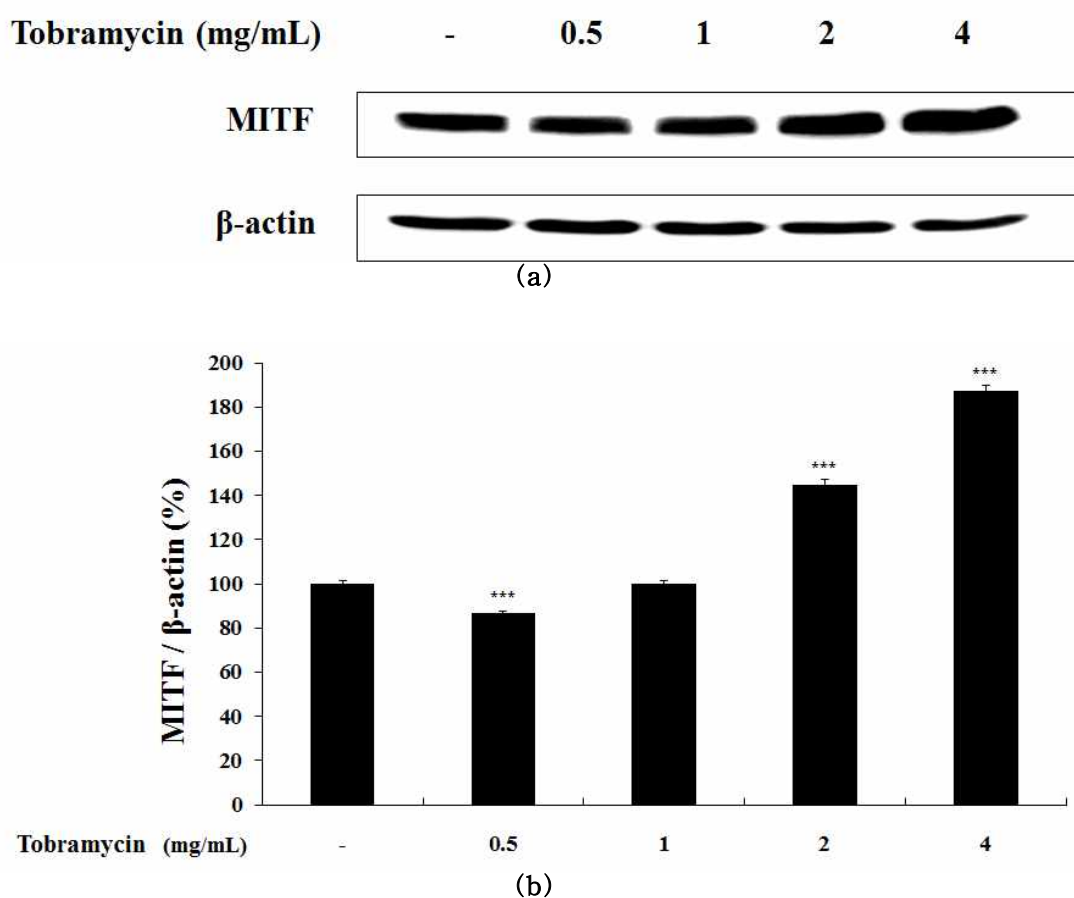 Tobramycin (mg/mL) - 0.5 1 2 4
MITF
β-actin
(a)
200
180
160
140
120
100
80
60
40
20
0
MITF / β-actin (%)
***
***
***
Tobramycin (mg/mL) - 0.5 1 2 4
(b)